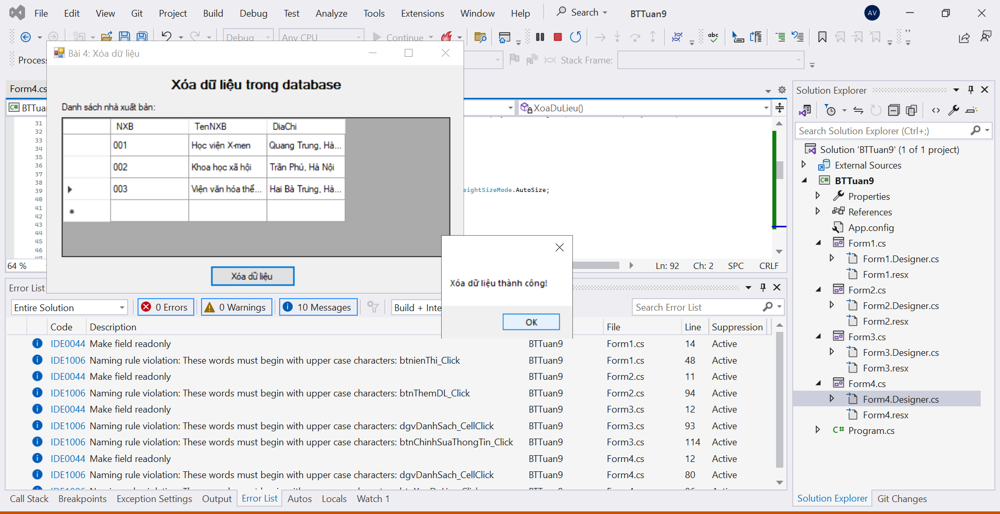 File Edit View Git Project Build Debug Test Analyze Tools Extensions Window Help Search BTTuan9 AV
Debug Any CPU Continue
Process Stack Frame:
Bài 4: Xóa dữ liệu
Xóa dữ liệu trong database
Danh sách nhà xuất bản:
NXB TenNXB DiaChi
001 Học viện X-men Quang Trung, Hà...
002 Khoa học xã hội Trần Phú, Hà Nội
003 Viện văn hóa thể... Hai Bà Trưng, Hà...
Xóa dữ liệu
Form4.cs
C# BTTuan XoaDuLieu()
31
32
33
34
35
36
37
38
39 eightSizeMode.AutoSize;
40
41
42
43
44
45
46
47
64 % Ln: 92 Ch: 2 SPC CRLF
Xóa dữ liệu thành công!
OK
Error List
Entire Solution 0 Errors 0 Warnings 10 Messages Build + Inte Search Error List
Code Description File Line Suppression
IDE0044 Make field readonly BTTuan9 Form1.cs 14 Active
IDE1006 Naming rule violation: These words must begin with upper case characters: btnienThi_Click BTTuan9 Form1.cs 48 Active
IDE0044 Make field readonly BTTuan9 Form2.cs 11 Active
IDE1006 Naming rule violation: These words must begin with upper case characters: btnThemDL_Click BTTuan9 Form2.cs 94 Active
IDE0044 Make field readonly BTTuan9 Form3.cs 12 Active
IDE1006 Naming rule violation: These words must begin with upper case characters: dgvDanhSach_CellClick BTTuan9 Form3.cs 93 Active
IDE1006 Naming rule violation: These words must begin with upper case characters: btnChinhSuaThongTin_Click BTTuan9 Form3.cs 114 Active
IDE0044 Make field readonly BTTuan9 Form4.cs 12 Active
IDE1006 Naming rule violation: These words must begin with upper case characters: dgvDanhSach_CellClick BTTuan9 Form4.cs 80 Active
Call Stack Breakpoints Exception Settings Output Error List Autos Locals Watch 1
Solution Explorer
Search Solution Explorer (Ctrl+;)
Solution 'BTTuan9' (1 of 1 project)
External Sources
C# BTTuan9
Properties
References
App.config
Form1.cs
Form1.Designer.cs
Form1.resx
Form2.cs
Form2.Designer.cs
Form2.resx
Form3.cs
Form3.Designer.cs
Form3.resx
Form4.cs
Form4.Designer.cs
Form4.resx
C# Program.cs
Solution Explorer Git Changes